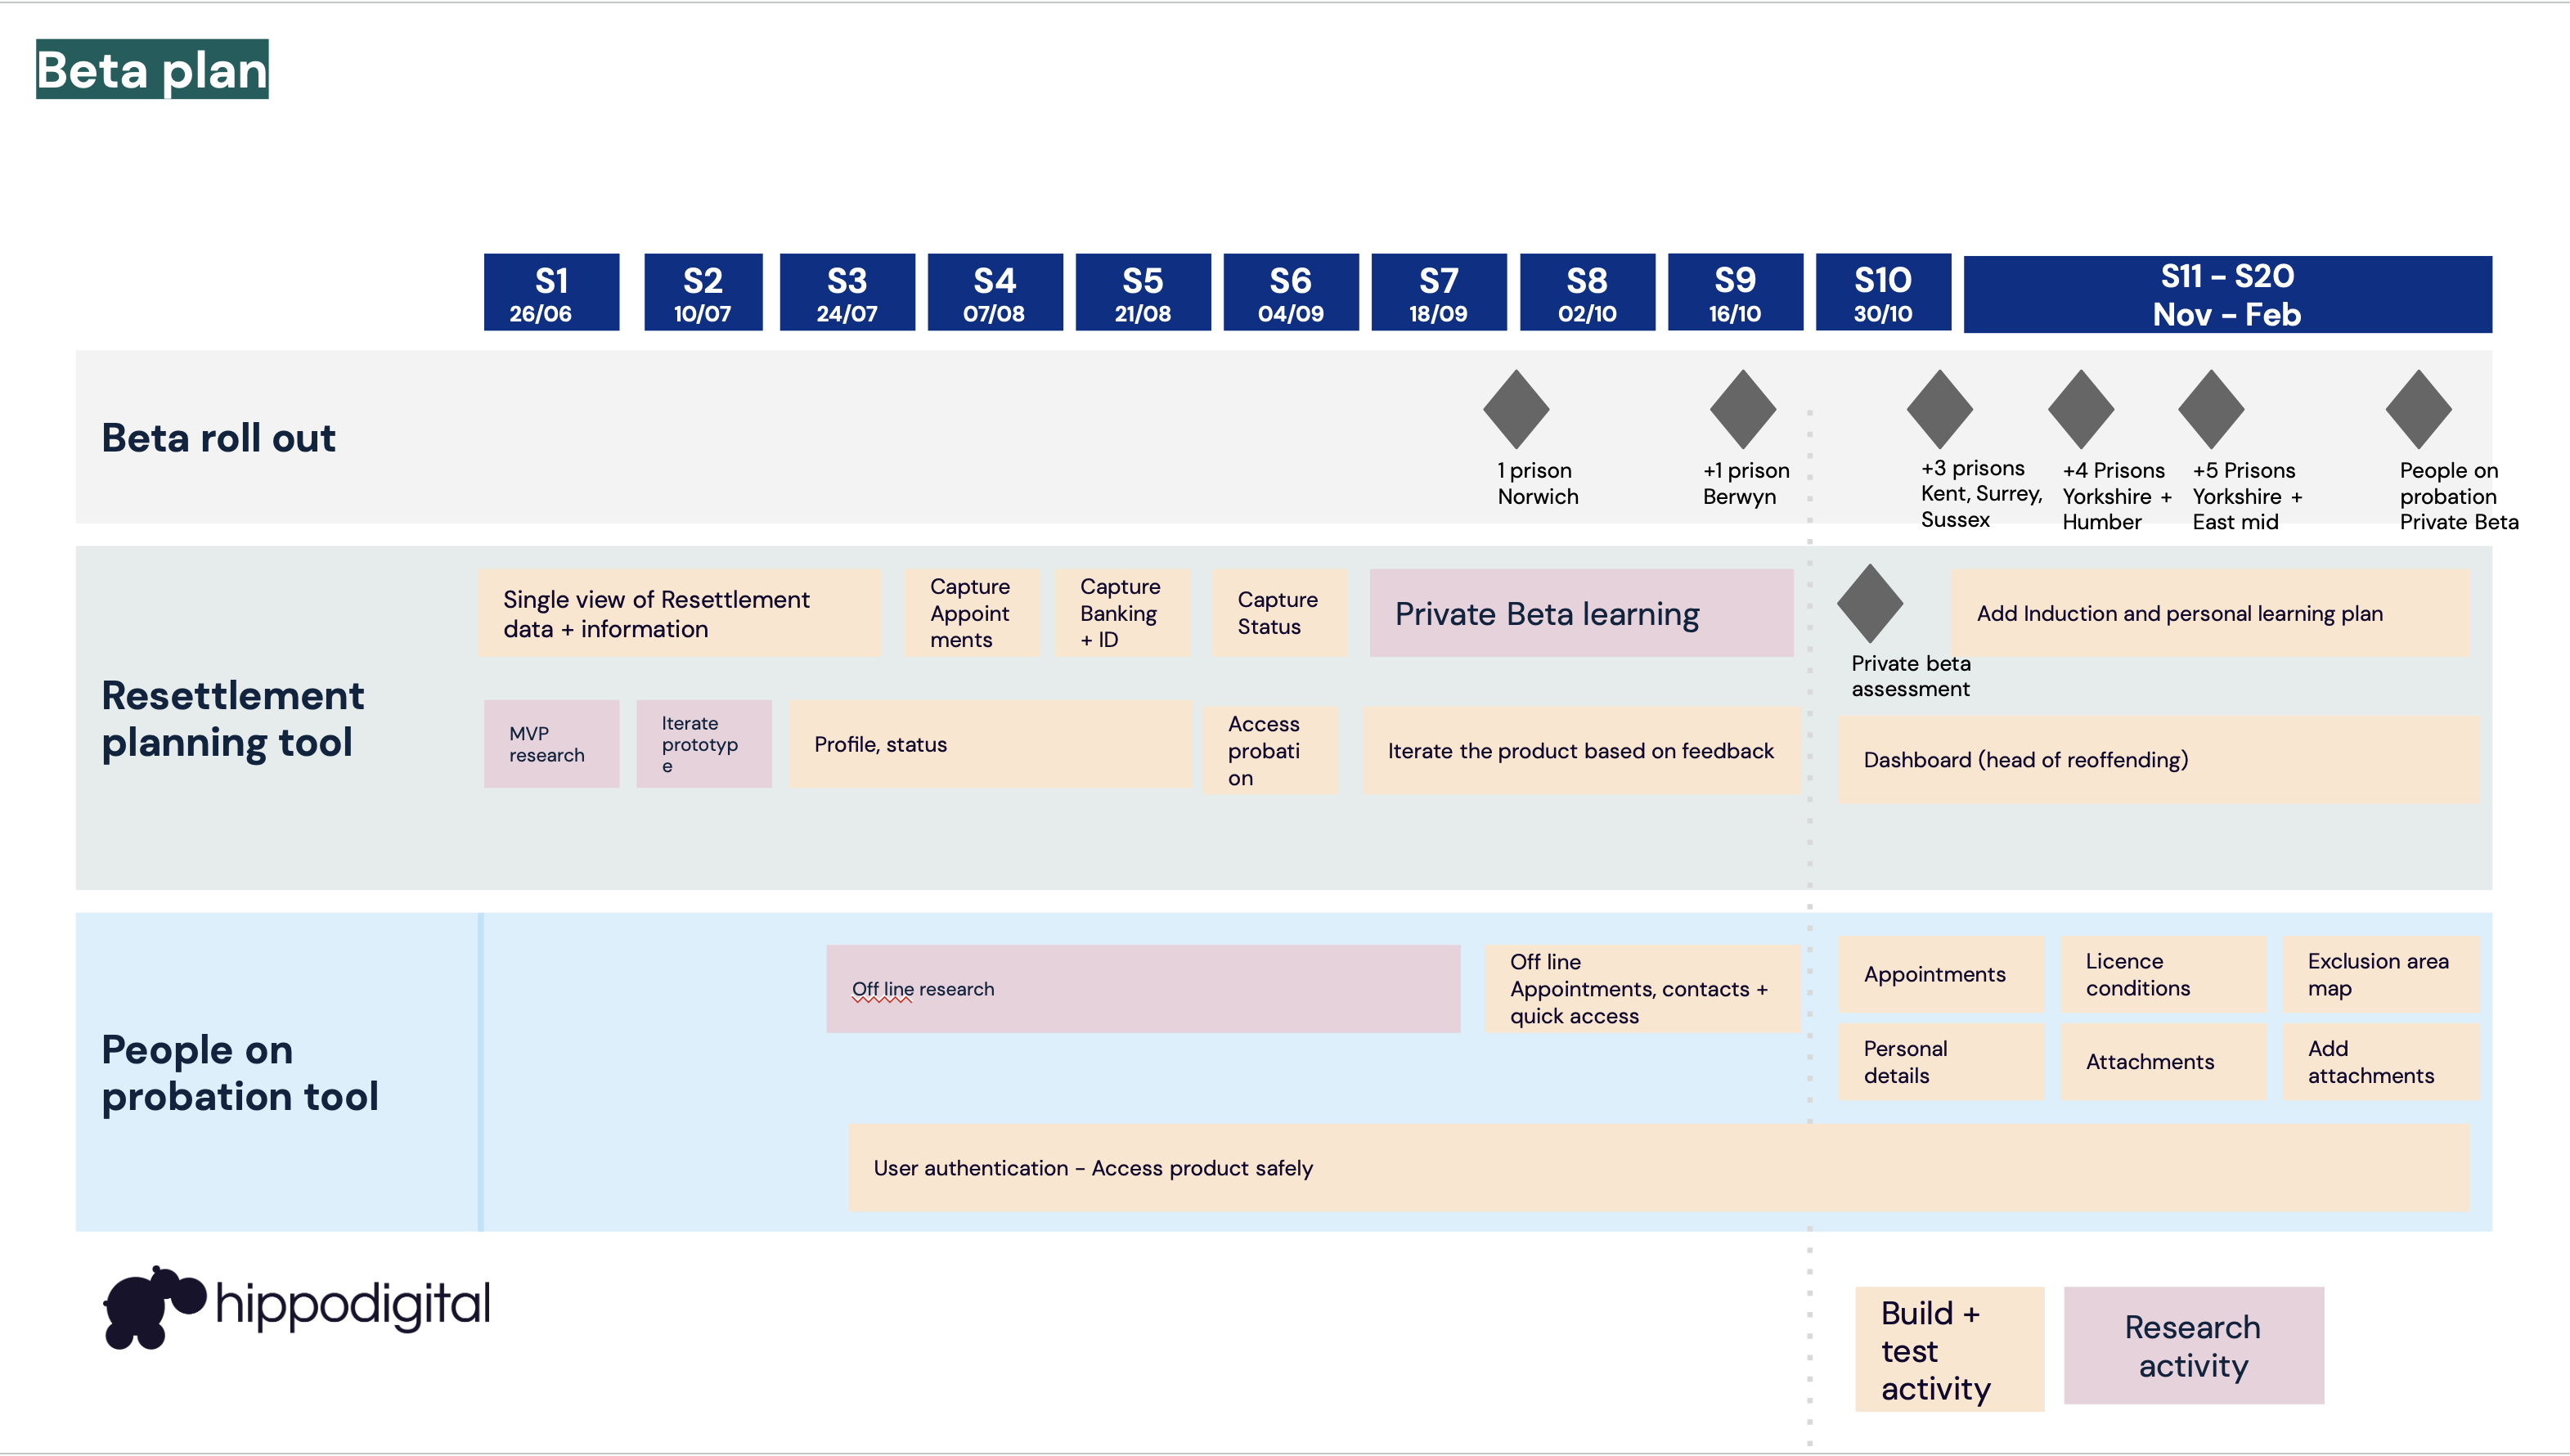 Beta plan
S1
26/06
S2
10/07
S3
24/07
S4
07/08
S5
21/08
S6
04/09
S7
18/09
S8
02/10
S9
16/10
S10
30/10
S11 – S20
Nov – Feb
Beta roll out
1 prison
Norwich
+1 prison
Berwyn
+3 prisons
Kent, Surrey,
Sussex
+4 Prisons
Yorkshire +
Humber
+5 Prisons
Yorkshire +
East mid
People on
probation
Private Beta
Resettlement
planning tool
Single view of Resettlement
data + information
Capture
Appoint
ments
Capture
Banking
+ ID
Capture
Status
Private Beta learning
Private beta
assessment
Add Induction and personal learning plan
MVP
research
Iterate
prototyp
e
Profile, status
Access
probati
on
Iterate the product based on feedback
Dashboard (head of reoffending)
People on
probation tool
Off line research
Off line
Appointments, contacts +
quick access
Appointments
Licence
conditions
Exclusion area
map
Personal
details
Attachments
Add
attachments
User authentication – Access product safely
hippodigital
Build +
test
activity
Research
activity